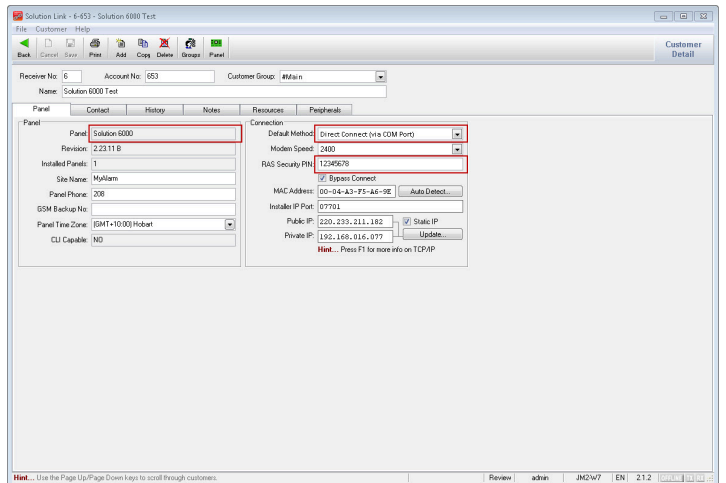 Solution Link - 6-653 - Solution 6000 Test
File Customer Help
Back Cancel Save Print Add Copy Delete Groups Panel
Customer Detail
Receiver No: 6 Account No: 653 Customer Group: #Main
Name: Solution 6000 Test
Panel Contact History Notes Resources Peripherals
Panel
Panel: Solution 6000
Revision: 2.23.11 B
Installed Panels: 1
Site Name: MyAlarm
Panel Phone: 208
GSM Backup No:
Panel Time Zone: (GMT+10:00) Hobart
CLI Capable: NO
Connection
Default Method: Direct Connect (via COM Port)
Modem Speed: 2400
RAS Security PIN: 12345678
Bypass Connect
MAC Address: 00-04-A3-F5-A6-9E Auto Detect...
Installer IP Port: 07701
Public IP: 220.233.211.182 Static IP
Private IP: 192.168.016.077 Update...
Hint... Press F1 for more info on TCP/IP
Hint... Use the Page Up/Page Down keys to scroll through customers.
Review admin JM2-W7 EN 2.1.2